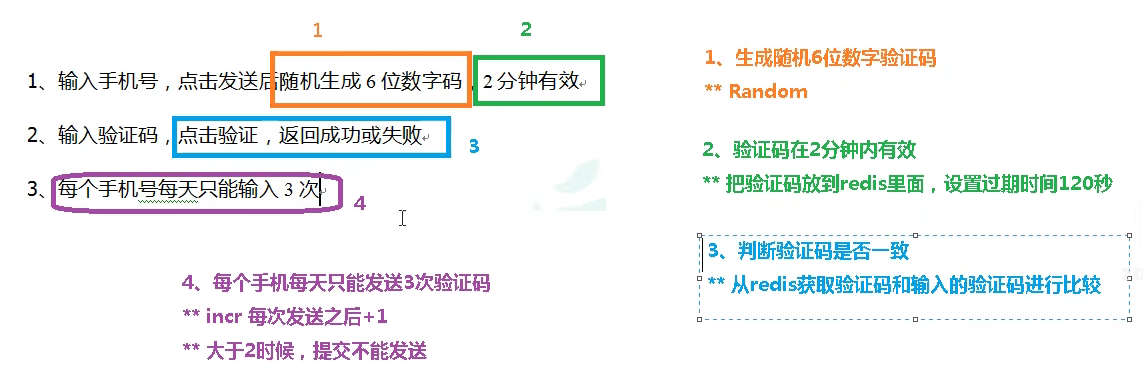 1
2
1、输入手机号，点击发送后随机生成 6 位数字码，2 分钟有效
2、输入验证码，点击验证，返回成功或失败
3
3、每个手机号每天只能输入 3 次
4
4、每个手机每天只能发送3次验证码
** incr 每次发送之后+1
** 大于2时候，提交不能发送
1、生成随机6位数字验证码
** Random
2、验证码在2分钟内有效
** 把验证码放到redis里面，设置过期时间120秒
3、判断验证码是否一致
** 从redis获取验证码和输入的验证码进行比较